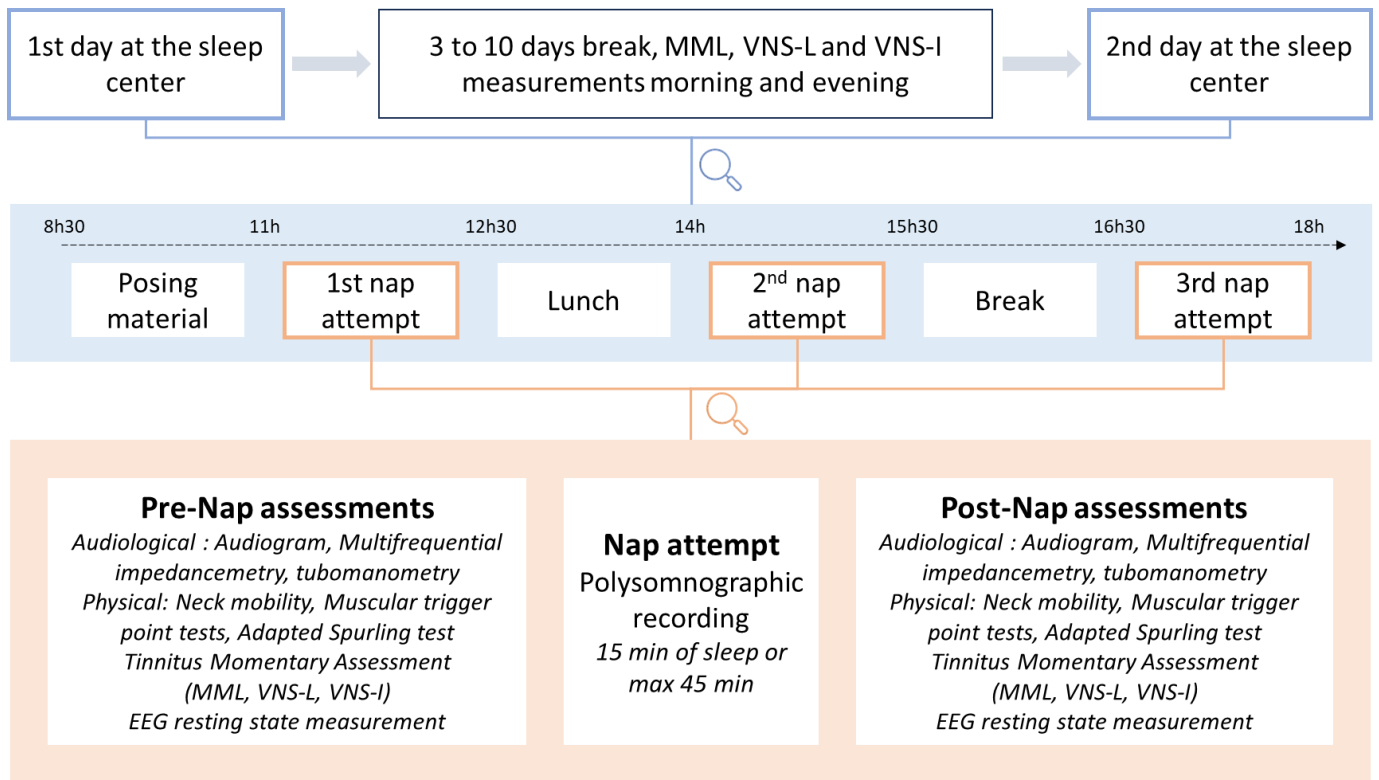 1st day at the sleep
center
3 to 10 days break, MML, VNS-L and VNS-I
measurements morning and evening
2nd day at the sleep
center
8h30
11h
12h30
14h
15h30
16h30
18h
Posing
material
1st nap
attempt
Lunch
2nd nap
attempt
Break
3rd nap
attempt
Pre-Nap assessments
Audiological : Audiogram, Multifrequential
impedancemetry, tubomanometry
Physical: Neck mobility, Muscular trigger
point tests, Adapted Spurling test
Tinnitus Momentary Assessment
(MML, VNS-L, VNS-I)
EEG resting state measurement
Nap attempt
Polysomnographic
recording
15 min of sleep or
max 45 min
Post-Nap assessments
Audiological : Audiogram, Multifrequential
impedancemetry, tubomanometry
Physical: Neck mobility, Muscular trigger
point tests, Adapted Spurling test
Tinnitus Momentary Assessment
(MML, VNS-L, VNS-I)
EEG resting state measurement